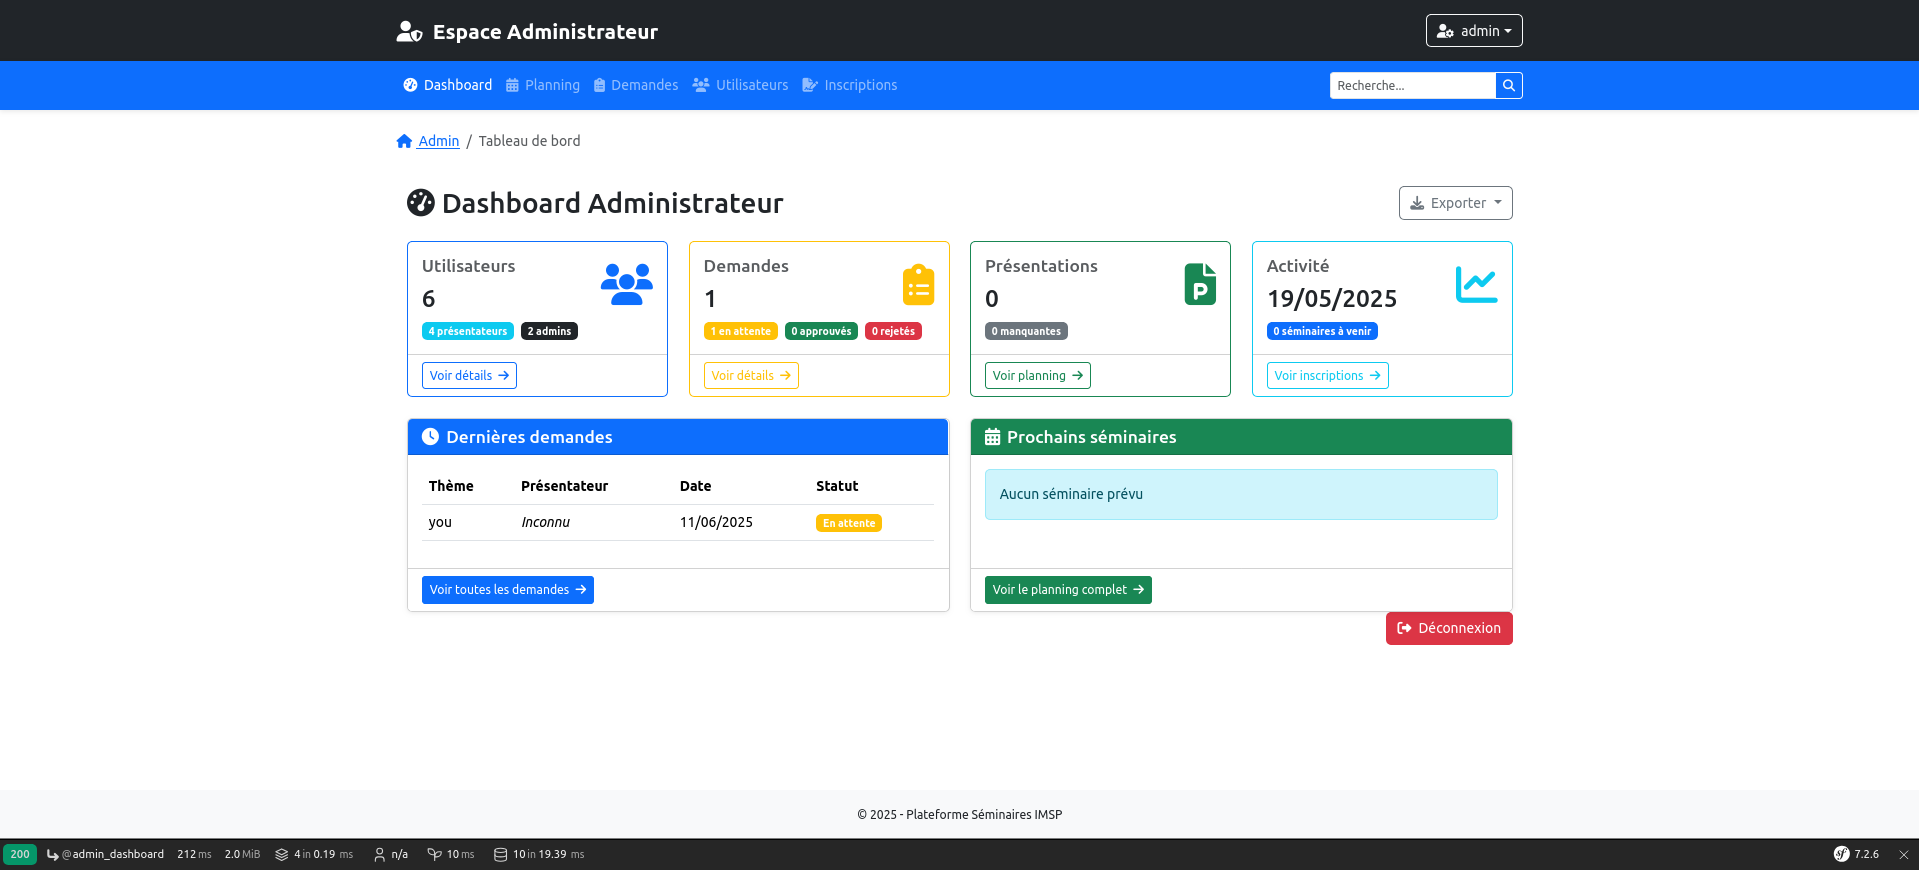 Espace Administrateur
admin
Dashboard Planning Demandes Utilisateurs Inscriptions
Recherche...
Admin / Tableau de bord
Dashboard Administrateur
Exporter
Utilisateurs
6
4 présentateurs 2 admins
Voir détails
Demandes
1
1 en attente 0 approuvés 0 rejetés
Voir détails
Présentations
0
0 manquantes
Voir planning
Activité
19/05/2025
0 séminaires à venir
Voir inscriptions
Dernières demandes
Thème Présentateur Date Statut
you Inconnu 11/06/2025 En attente
Voir toutes les demandes
Prochains séminaires
Aucun séminaire prévu
Voir le planning complet
Déconnexion
© 2025 - Plateforme Séminaires IMSP
200 @admin_dashboard 212 ms 2.0 MiB 4 in 0.19 ms n/a 10 ms 10 in 19.39 ms sf 7.2.6